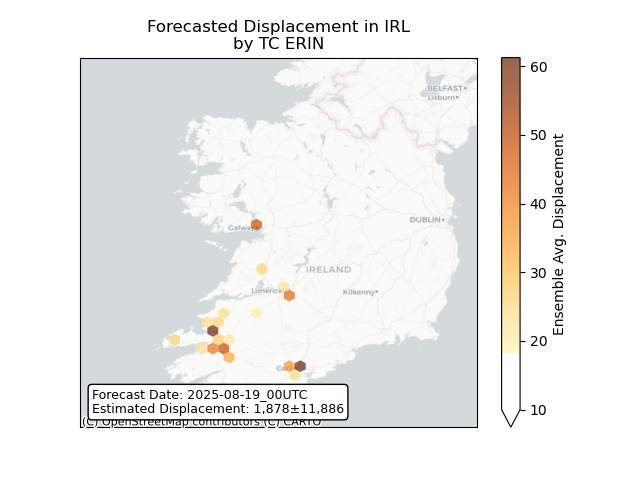 Forecasted Displacement in IRL
by TC ERIN
BELFAST
Lisburn
DUBLIN
Galway
IRELAND
Limerick
Kilkenny
60
50
40
30
20
10
Ensemble Avg. Displacement
Forecast Date: 2025-08-19_00UTC
Estimated Displacement: 1,878±11,886
(C) OpenStreetMap contributors (C) CARTO